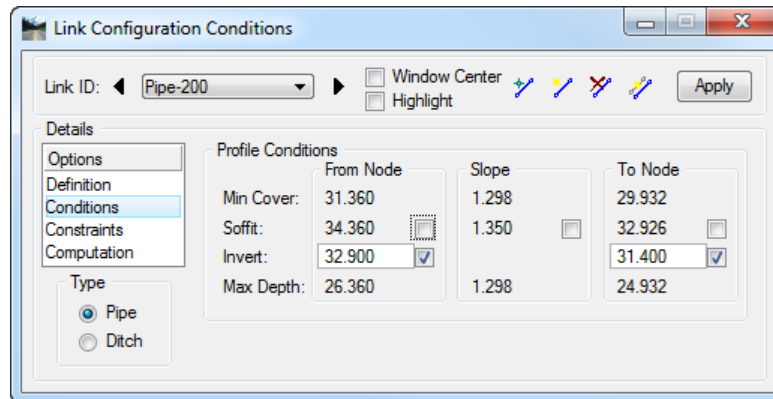 Link Configuration Conditions
Link ID: Pipe-200 Window Center Apply
Highlight
Details
Options
Definition
Conditions
Constraints
Computation
Type
Pipe
Ditch
Profile Conditions
From Node Slope To Node
Min Cover: 31.360 1.298 29.932
Soffit: 34.360 1.350 32.926
Invert: 32.900 31.400
Max Depth: 26.360 1.298 24.932